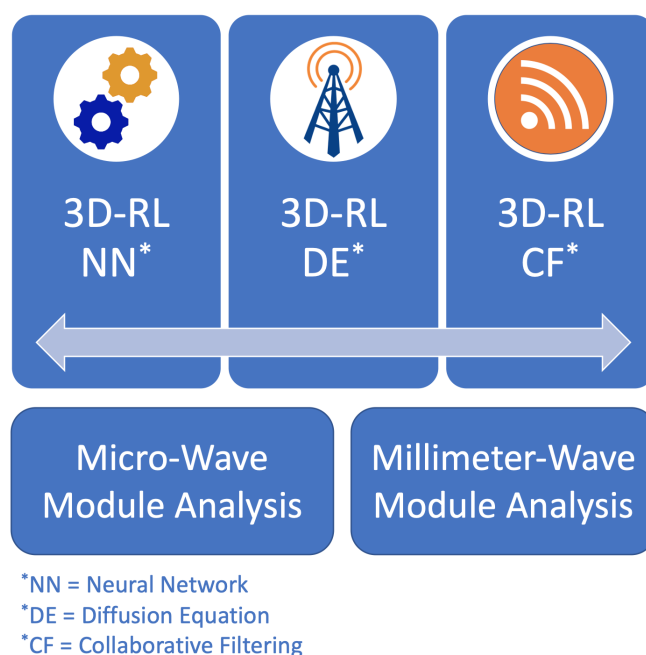 3D-RL
NN*
3D-RL
DE*
3D-RL
CF*
Micro-Wave
Module Analysis
Millimeter-Wave
Module Analysis
*NN = Neural Network
*DE = Diffusion Equation
*CF = Collaborative Filtering